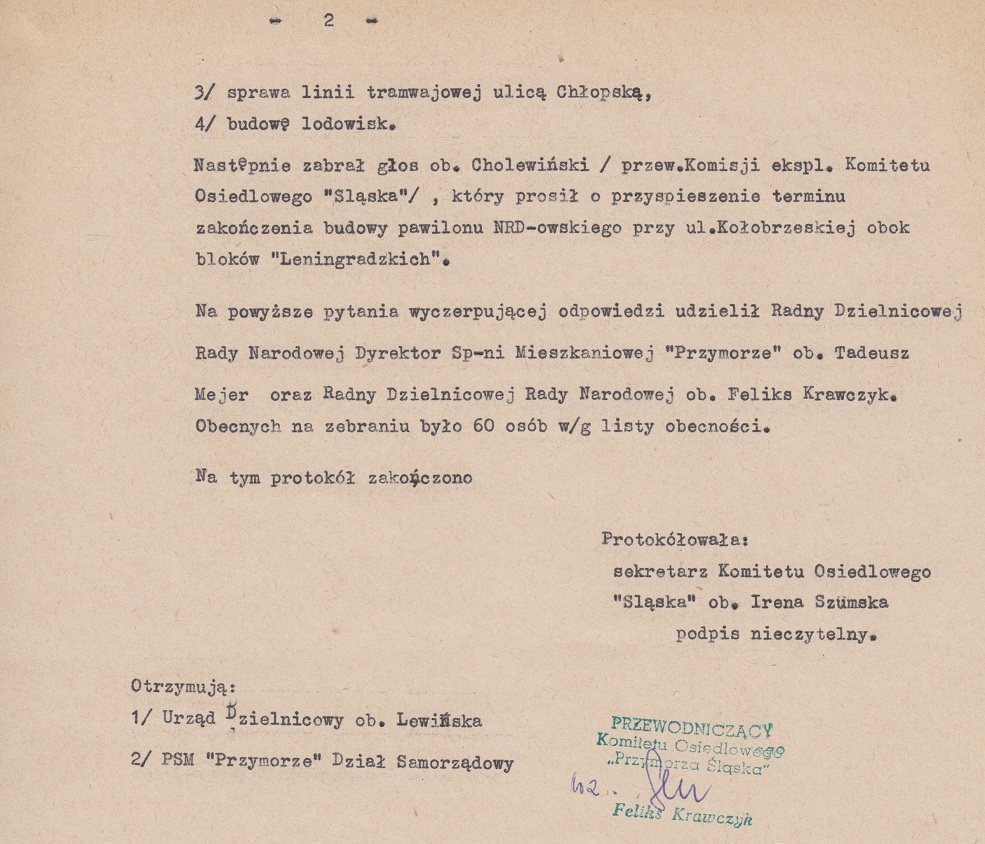 - 2 -
3/ sprawa linii tramwajowej ulicą Chłopską,
4/ budowę lodowisk.
Następnie zabrał głos ob. Cholewiński / przew.Komisji ekspl. Komitetu
Osiedlowego "Sląska"/ , który prosił o przyspieszenie terminu
zakończenia budowy pawilonu NRD-owskiego przy ul.Kołobrzeskiej obok
bloków "Leningradzkich".
Na powyższe pytania wyczerpującej odpowiedzi udzielił Radny Dzielnicowej
Rady Narodowej Dyrektor Sp-ni Mieszkaniowej "Przymorze" ob. Tadeusz
Mejer oraz Radny Dzielnicowej Rady Narodowej ob. Feliks Krawczyk.
Obecnych na zebraniu było 60 osób w/g listy obecności.
Na tym protokół zakończono
Protokółowała:
sekretarz Komitetu Osiedlowego
"Sląska" ob. Irena Szumska
podpis nieczytelny.
Otrzymują:
1/ Urząd Dzielnicowy ob. Lewińska
2/ PSM "Przymorze" Dział Samorządowy
PRZEWODNICZĄCY
Komitetu Osiedlowego
„Przymorza Śląska"
Feliks Krawczyk